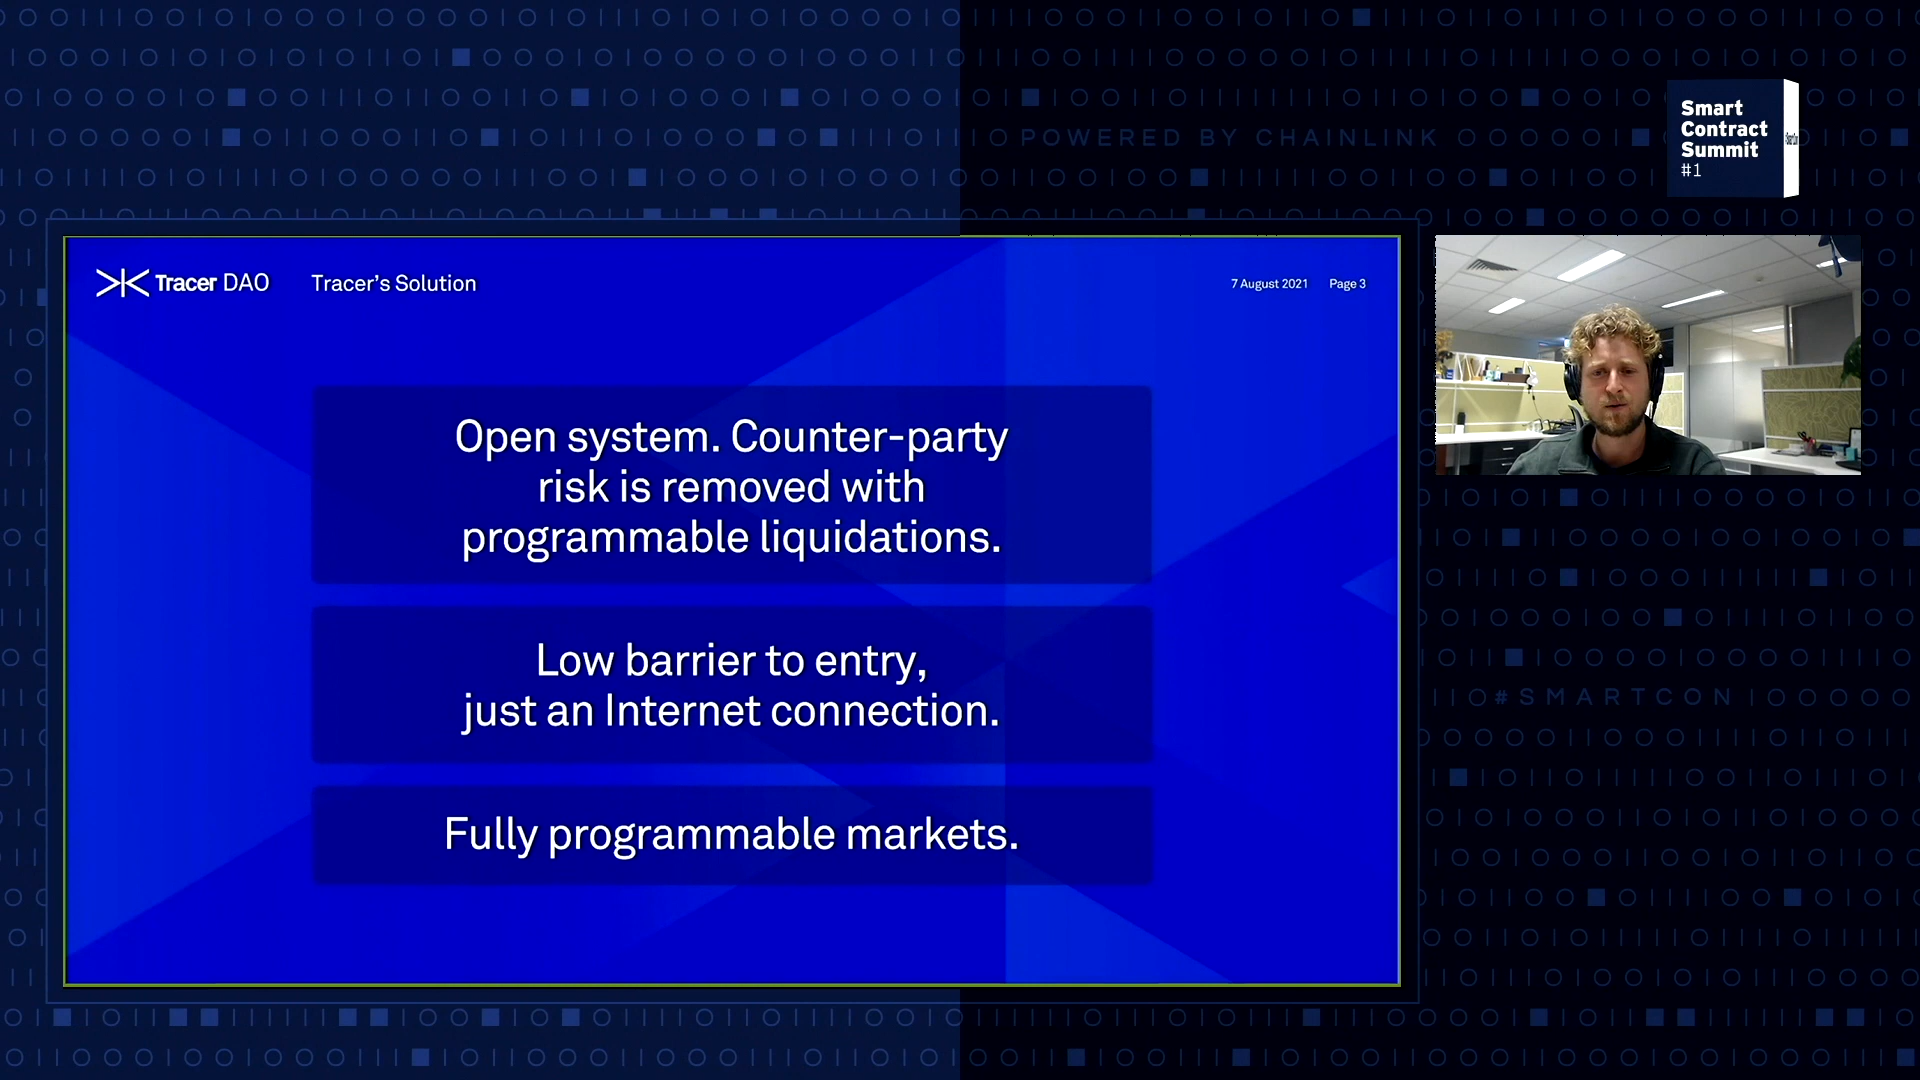 POWERED BY CHAINLINK
Smart
Contract
Summit
#1
Tracer DAO
Tracer's Solution
7 August 2021
Page 3
Open system. Counter-party
risk is removed with
programmable liquidations.
Low barrier to entry,
just an Internet connection.
Fully programmable markets.
#SMARTCON